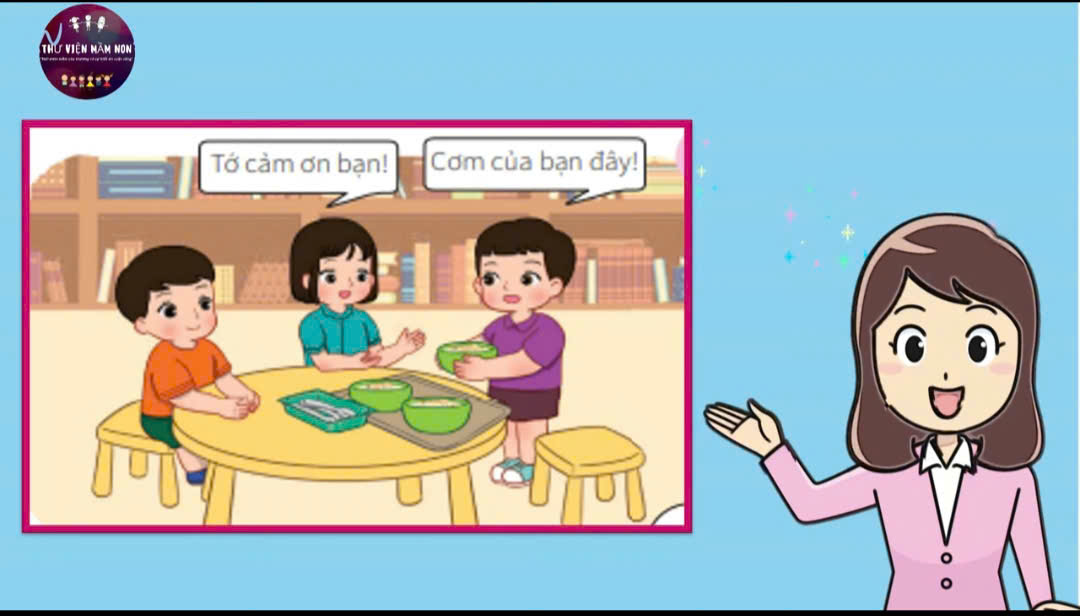 THƯ VIỆN MẦM NON
Tớ cảm ơn bạn!
Cơm của bạn đây!